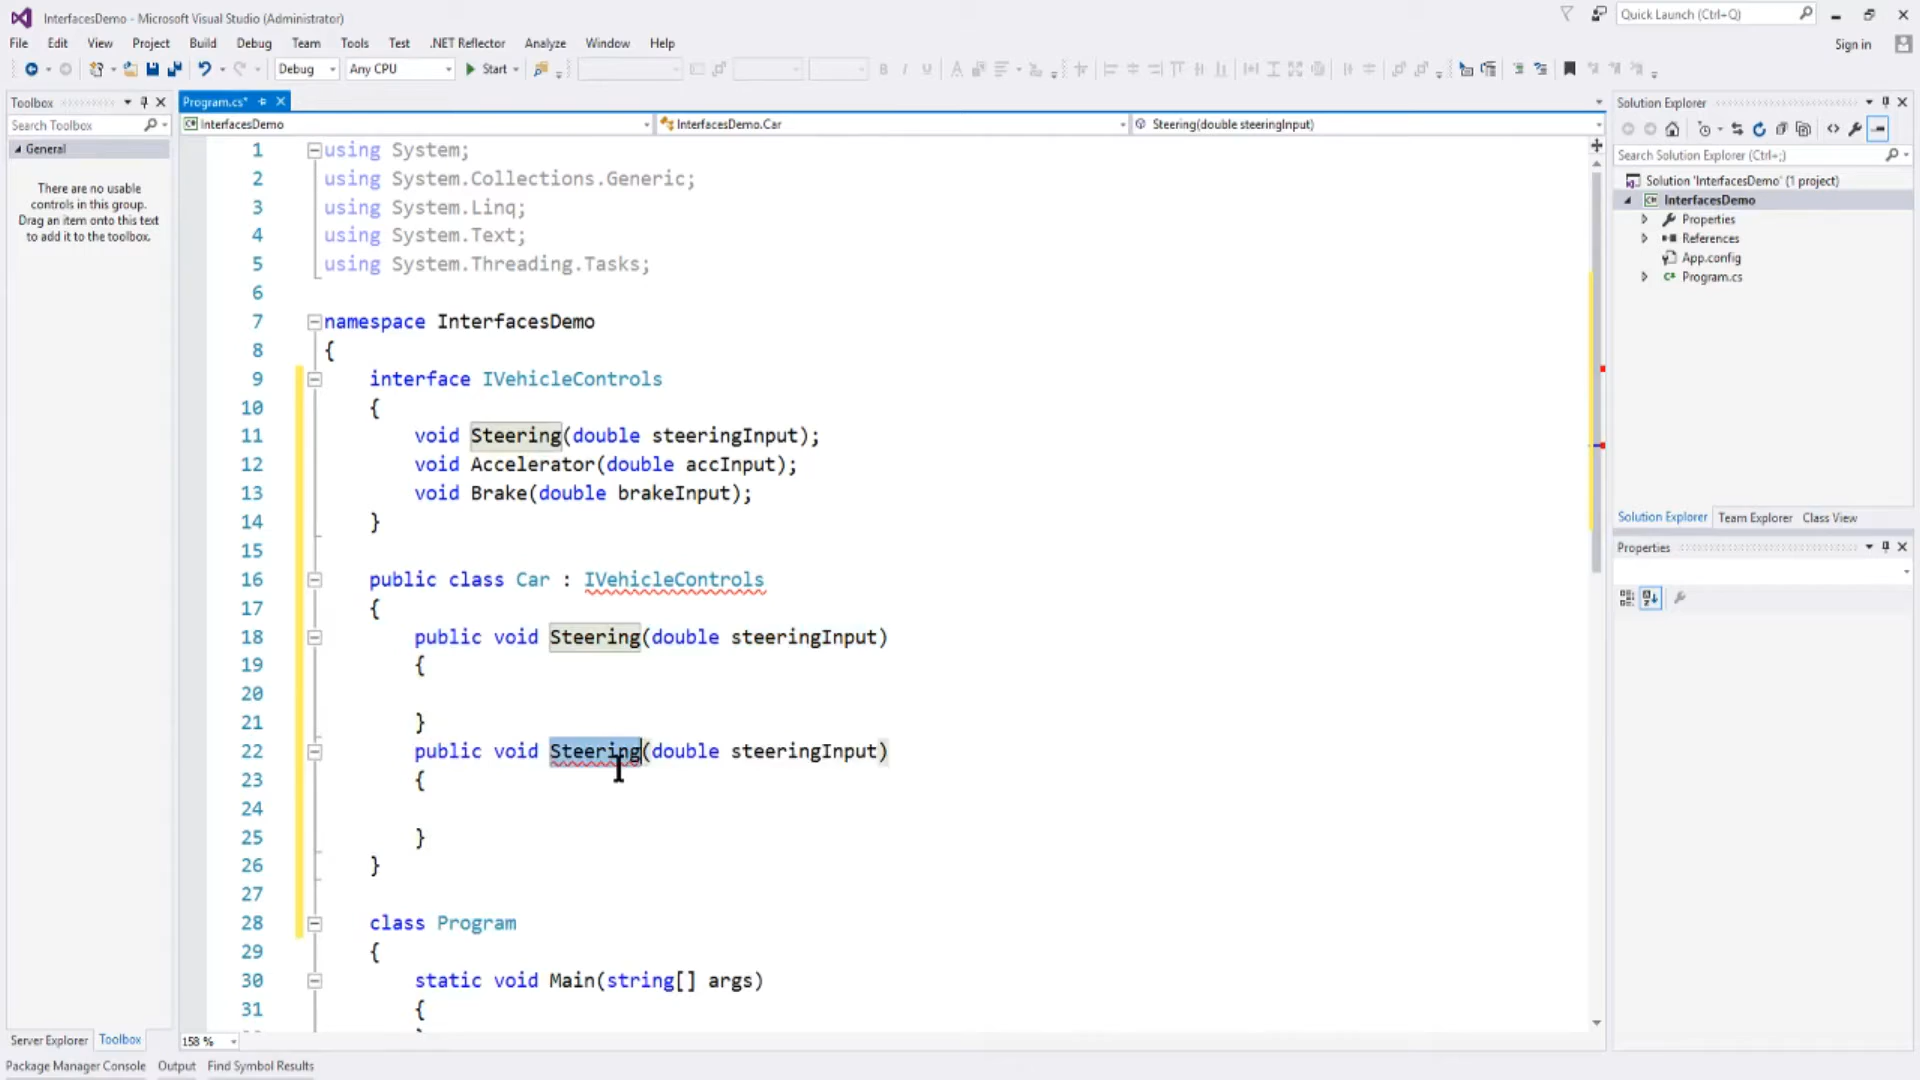 InterfacesDemo - Microsoft Visual Studio (Administrator)
Quick Launch (Ctrl+Q)
File Edit View Project Build Debug Team Tools Test .NET Reflector Analyze Window Help
Sign in
Debug Any CPU Start
Toolbox
Search Toolbox
General
There are no usable
controls in this group.
Drag an item onto this text
to add it to the toolbox.
Program.cs*
InterfacesDemo InterfacesDemo.Car Steering(double steeringInput)
1 using System;
2 using System.Collections.Generic;
3 using System.Linq;
4 using System.Text;
5 using System.Threading.Tasks;
6
7 namespace InterfacesDemo
8 {
9 interface IVehicleControls
10 {
11 void Steering(double steeringInput);
12 void Accelerator(double accInput);
13 void Brake(double brakeInput);
14 }
15
16 public class Car : IVehicleControls
17 {
18 public void Steering(double steeringInput)
19 {
20
21 }
22 public void Steering(double steeringInput)
23 {
24
25 }
26 }
27
28 class Program
29 {
30 static void Main(string[] args)
31 {
158 %
Server Explorer Toolbox
Package Manager Console Output Find Symbol Results
Solution Explorer
Search Solution Explorer (Ctrl+;)
Solution 'InterfacesDemo' (1 project)
InterfacesDemo
Properties
References
App.config
Program.cs
Solution Explorer Team Explorer Class View
Properties